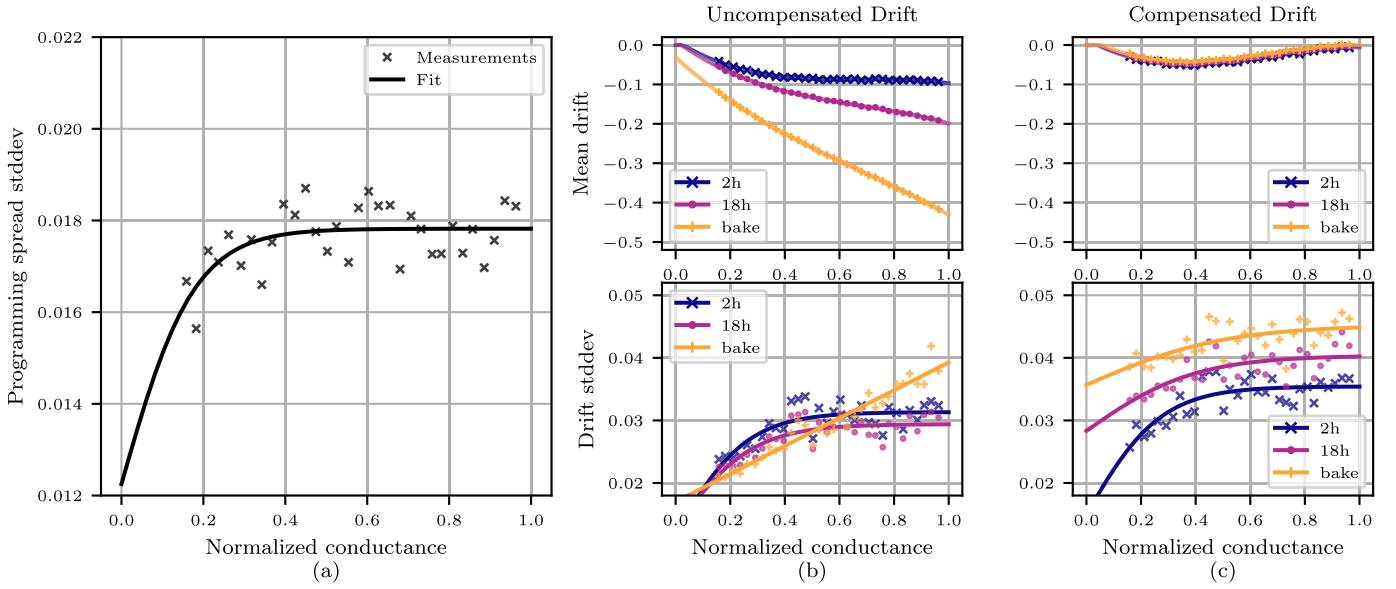 Uncompensated Drift
Compensated Drift
Programming spread stddev
0.022
0.020
0.018
0.016
0.014
0.012
Measurements
Fit
0.0 0.2 0.4 0.6 0.8 1.0
Normalized conductance
(a)
Mean drift
0.0
−0.1
−0.2
−0.3
−0.4
−0.5
2h
18h
bake
0.0 0.2 0.4 0.6 0.8 1.0
Drift stddev
0.05
0.04
0.03
0.02
2h
18h
bake
0.0 0.2 0.4 0.6 0.8 1.0
Normalized conductance
(b)
0.0
−0.1
−0.2
−0.3
−0.4
−0.5
2h
18h
bake
0.0 0.2 0.4 0.6 0.8 1.0
0.05
0.04
0.03
0.02
2h
18h
bake
0.0 0.2 0.4 0.6 0.8 1.0
Normalized conductance
(c)